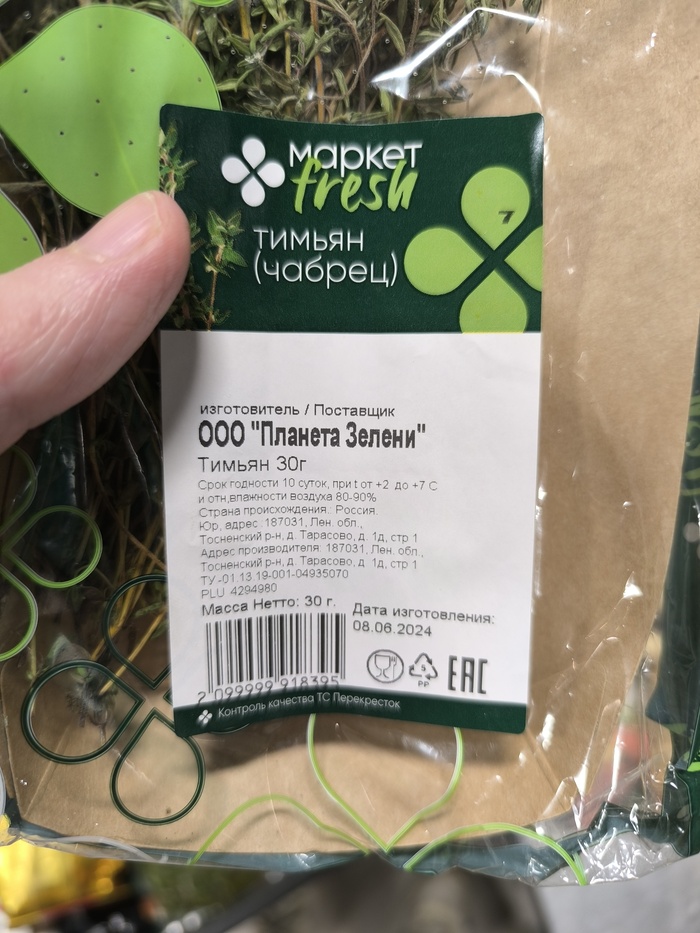 маркет
fresh
тимьян
(чабрец)
7
изготовитель / Поставщик
ООО "Планета Зелени"
Тимьян 30г
Срок годности 10 суток, при t от +2 до +7 С
и отн,влажности воздуха 80-90%
Страна происхождения: Россия.
Юр, адрес: 187031, Лен. обл.,
Тосненский р-н, д. Тарасово, д. 1д, стр 1
Адрес производителя: 187031, Лен. обл.,
Тосненский р-н, д. Тарасово, д. 1д, стр 1
ТУ-01.13.19-001-04935070
PLU 4294980
Масса Нетто: 30 г.
Дата изготовления:
08.06.2024
2 099999 918395
5
PP
EAC
Контроль качества ТС Перекресток